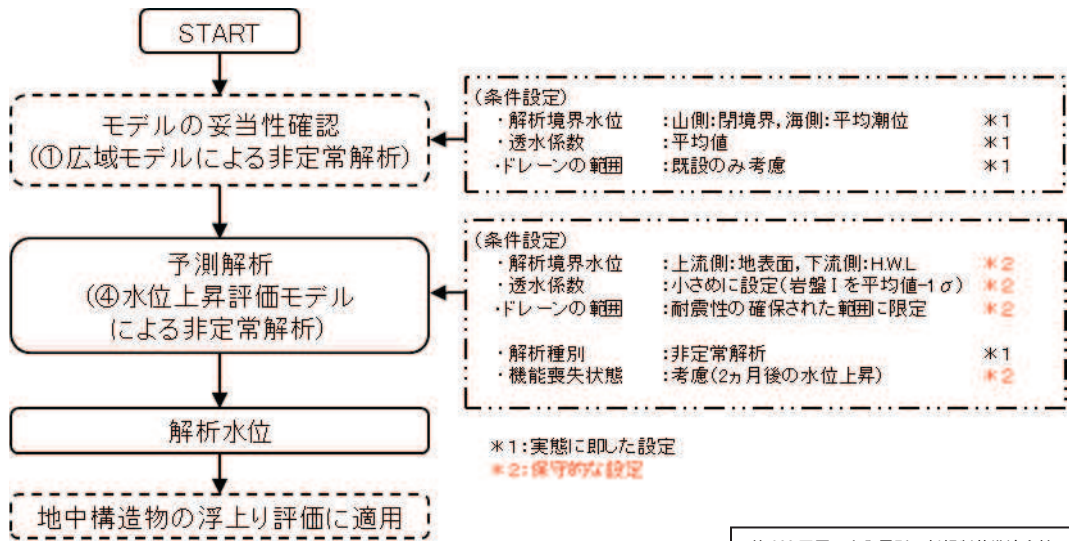 START
モデルの妥当性確認
(①広域モデルによる非定常解析)
(条件設定)
・解析境界水位 :山側:閉境界,海側:平均潮位 *1
・透水係数 :平均値 *1
・ドレーンの範囲 :既設のみ考慮 *1
予測解析
(④水位上昇評価モデル
による非定常解析)
(条件設定)
・解析境界水位 :上流側:地表面,下流側:H.W.L *2
・透水係数 :小さめに設定(岩盤Ⅰを平均値-1σ) *2
・ドレーンの範囲 :耐震性の確保された範囲に限定 *2
・解析種別 :非定常解析 *1
・機能喪失状態 :考慮(2ヵ月後の水位上昇) *2
解析水位
*1:実態に即した設定
*2:保守的な設定
地中構造物の浮上り評価に適用